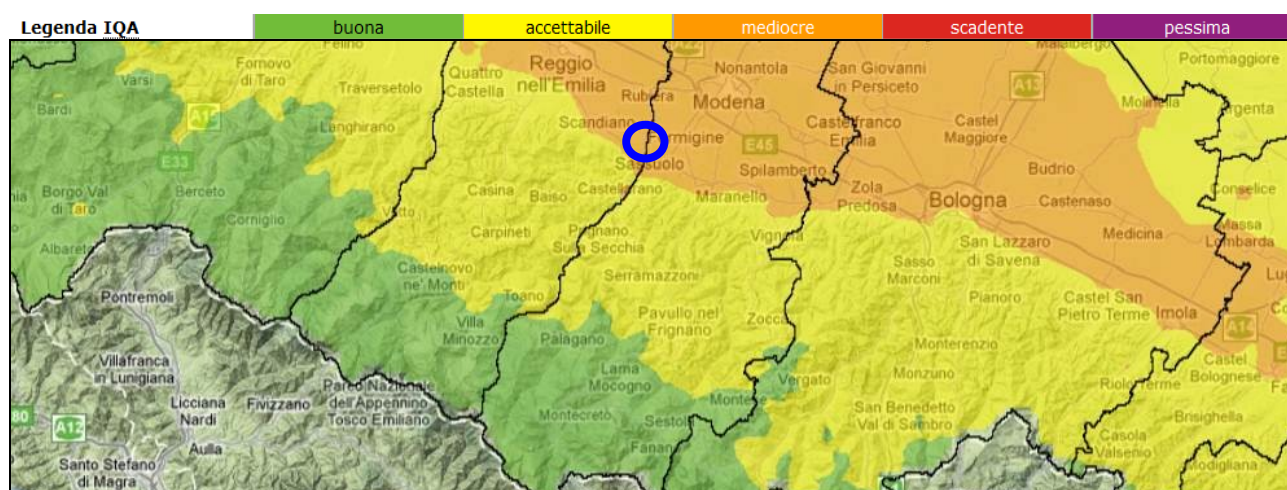 Legenda IQA
buona
accettabile
mediocre
scadente
pessima
Felino
Fornovo
di Taro
Varsi
Bardi
Traversetolo
Langhirano
Quattro
Castella
Reggio
nell'Emilia
Rubiera
Scandiano
A22
Nonantola
Modena
Formigine
Sassuolo
E45
Spilamberto
Maranello
Castelfranco
Emilia
San Giovanni
in Persiceto
A13
Malalbergo
Portomaggiore
Molinella
Argenta
Castel
Maggiore
Budrio
Bologna
Zola
Predosa
Castenaso
Conselice
Massa
Lombarda
Medicina
San Lazzaro
di Savena
E33
Borgo Val
di Taro
Berceto
Corniglio
Albareto
Casina
Baiso
Castellarano
Carpineti
Prignano
Sulla Secchia
Vignola
Serramazzoni
Castelnovo
ne' Monti
Toano
Villa
Minozzo
Palagano
Pavullo nel
Frignano
Zocca
Sasso
Marconi
Pianoro
Castel San
Pietro Terme
Imola
A14
Monterenzio
Monzuno
Vergato
Lama
Mocogno
Montecreto
Sestola
Fanano
San Benedetto
Val di Sambro
Castel
Bolognese
Riolo Terme
Brisighella
Casola
Valsenio
Modigliana
Pontremoli
Villafranca
in Lunigiana
Licciana
Nardi
Fivizzano
Parco Nazionale
dell'Appennino
Tosco Emiliano
Aulla
A12
Santo Stefano
di Magra